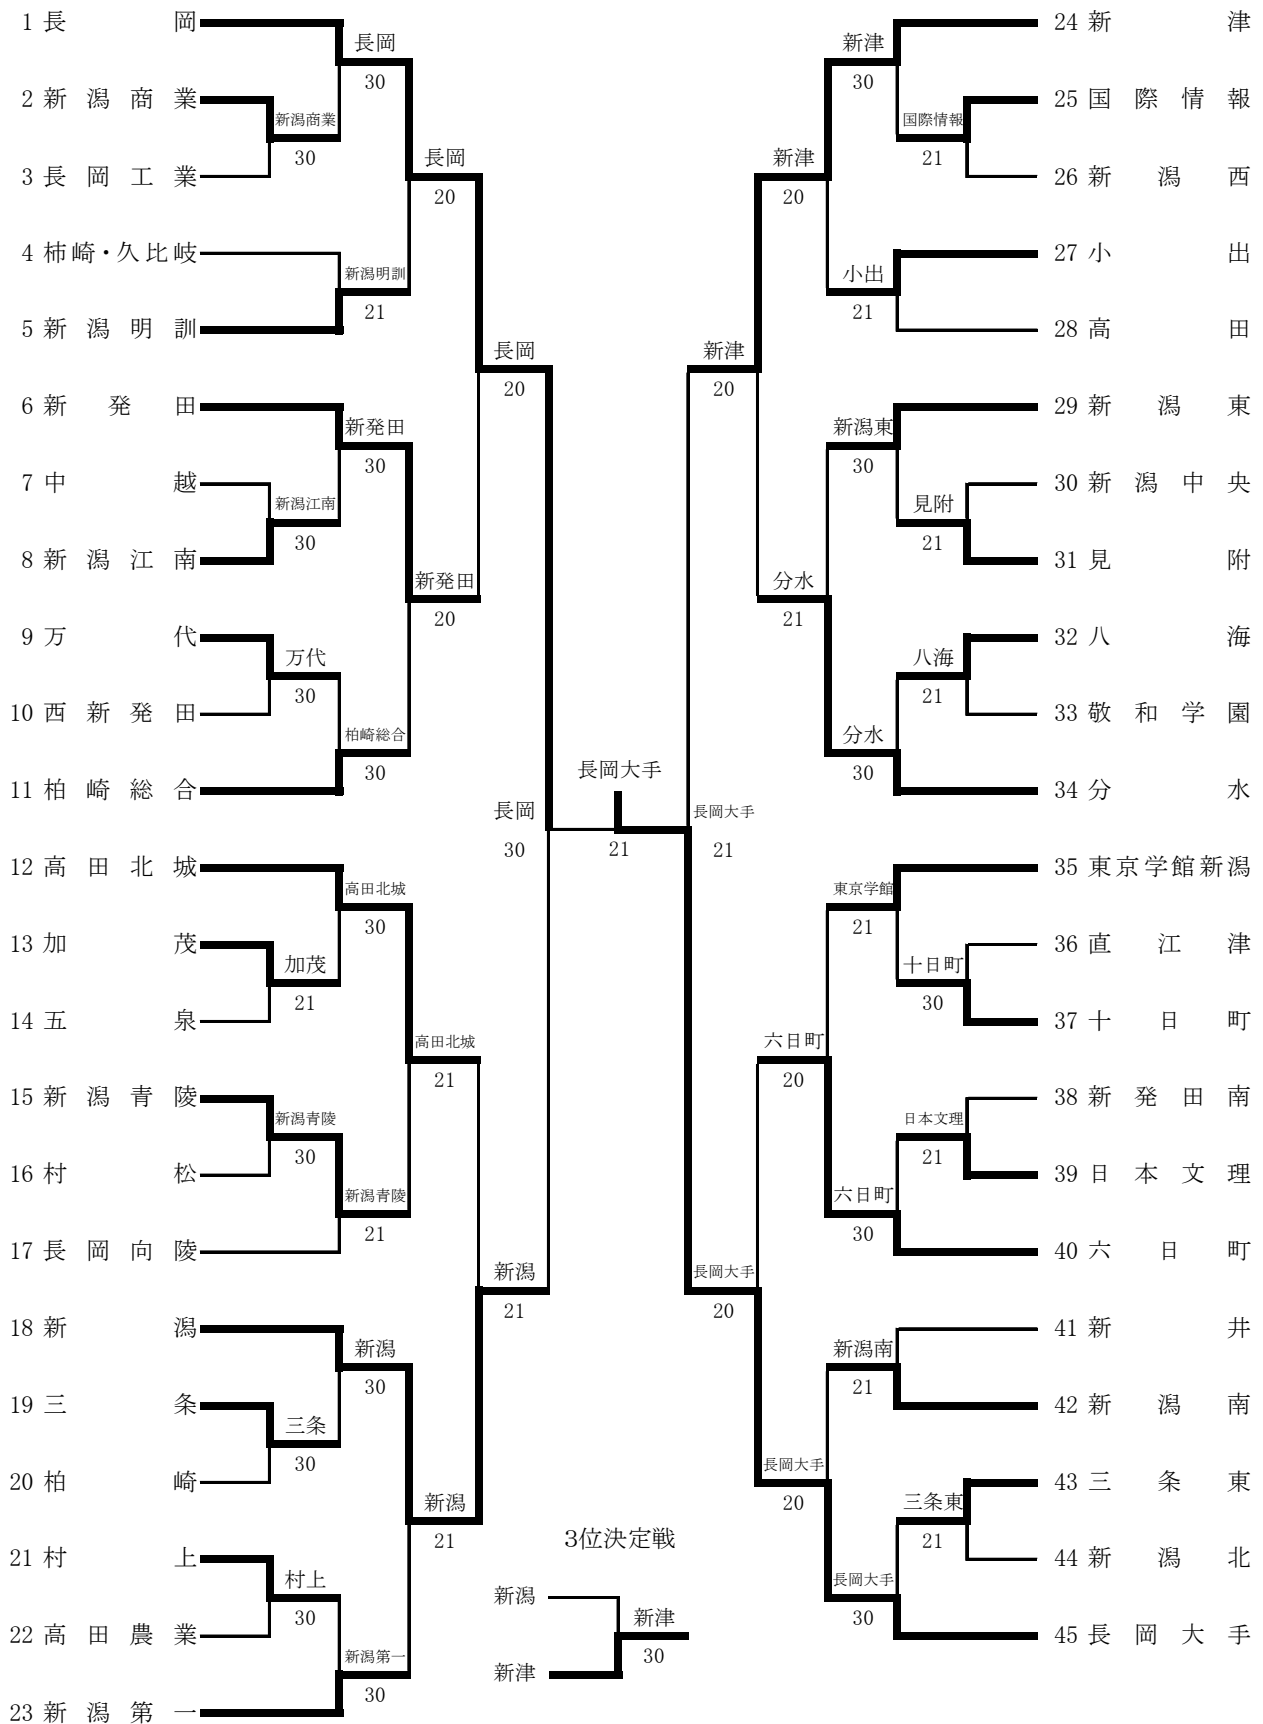 1 長岡
2 新潟商業
3 長岡工業
4 柿崎・久比岐
5 新潟明訓
6 新発田
7 中越
8 新潟江南
9 万代
10 西新発田
11 柏崎総合
12 高田北城
13 加茂
14 五泉
15 新潟青陵
16 村松
17 長岡向陵
18 新潟
19 三条
20 柏崎
21 村上
22 高田農業
23 新潟第一
新潟商業
30
新潟江南
30
万代
30
加茂
21
新潟青陵
30
三条
30
村上
30
長岡
30
新潟明訓
21
新発田
30
柏崎総合
30
高田北城
30
新潟青陵
21
新潟
30
新潟第一
30
長岡
20
新発田
20
高田北城
21
新潟
21
長岡
20
新潟
21
長岡
30
長岡大手
21
長岡大手
21
新津
20
長岡大手
20
新津
20
分水
21
六日町
20
長岡大手
20
新津
30
小出
21
新潟東
30
分水
30
東京学館
21
六日町
30
新潟南
21
長岡大手
30
国際情報
21
見附
21
八海
21
十日町
30
日本文理
21
三条東
21
24 新津
25 国際情報
26 新潟西
27 小出
28 高田
29 新潟東
30 新潟中央
31 見附
32 八海
33 敬和学園
34 分水
35 東京学館新潟
36 直江津
37 十日町
38 新発田南
39 日本文理
40 六日町
41 新井
42 新潟南
43 三条東
44 新潟北
45 長岡大手
3位決定戦
新潟
新津
新津
30